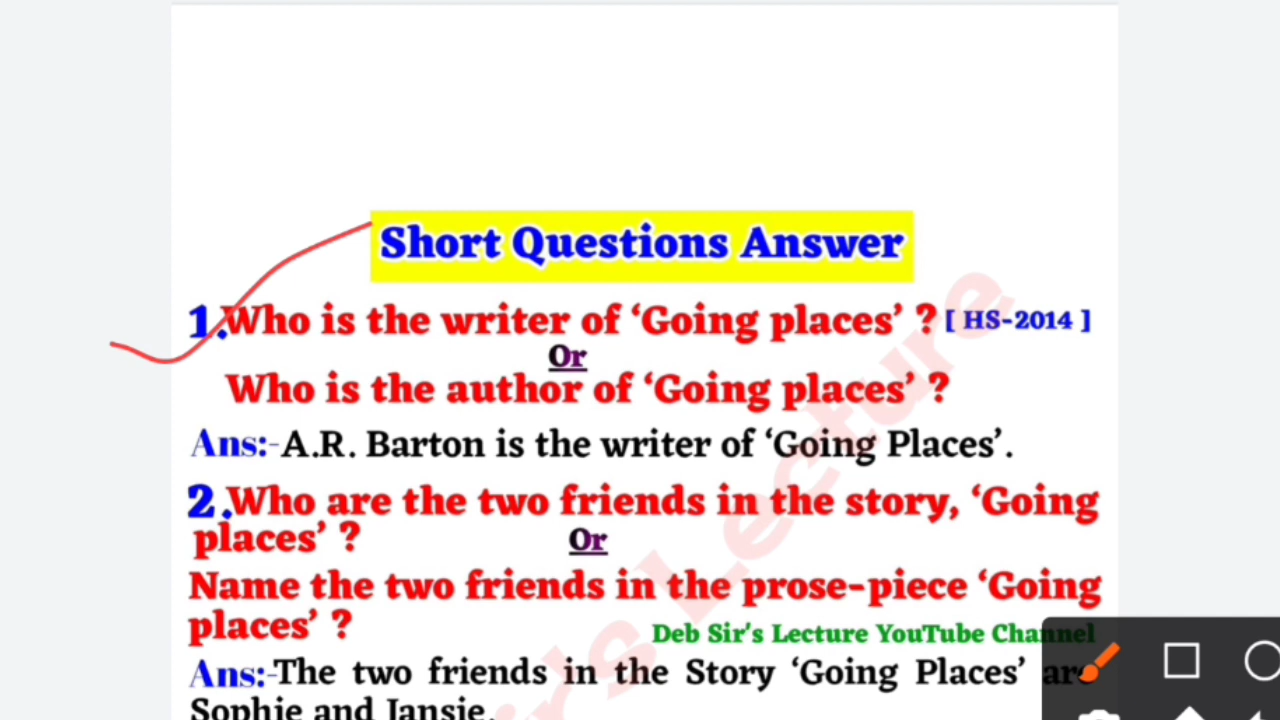 Short Questions Answer
1.Who is the writer of ‘Going places’ ? [ HS-2014 ]
Or
Who is the author of ‘Going places’ ?
Ans:-A.R. Barton is the writer of ‘Going Places’.
2.Who are the two friends in the story, ‘Going
places’ ?
Or
Name the two friends in the prose-piece ‘Going
places’ ?
Deb Sir's Lecture YouTube Channel
Ans:-The two friends in the Story ‘Going Places’ are
Sophie and Jansie.